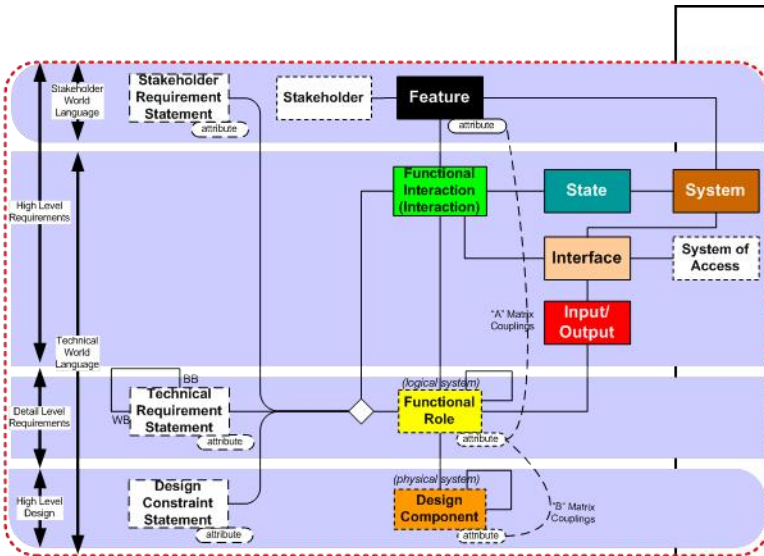 Stakeholder
World
Language
Stakeholder
Requirement
Statement
attribute
Stakeholder
Feature
attribute
High Level
Requirements
Functional
Interaction
(Interaction)
State
System
Interface
System of
Access
"A" Matrix
Couplings
Input/
Output
Technical
World
Language
Detail Level
Requirements
BB
WB
Technical
Requirement
Statement
attribute
(logical system)
Functional
Role
attribute
High Level
Design
Design
Constraint
Statement
attribute
(physical system)
Design
Component
attribute
"B" Matrix
Couplings